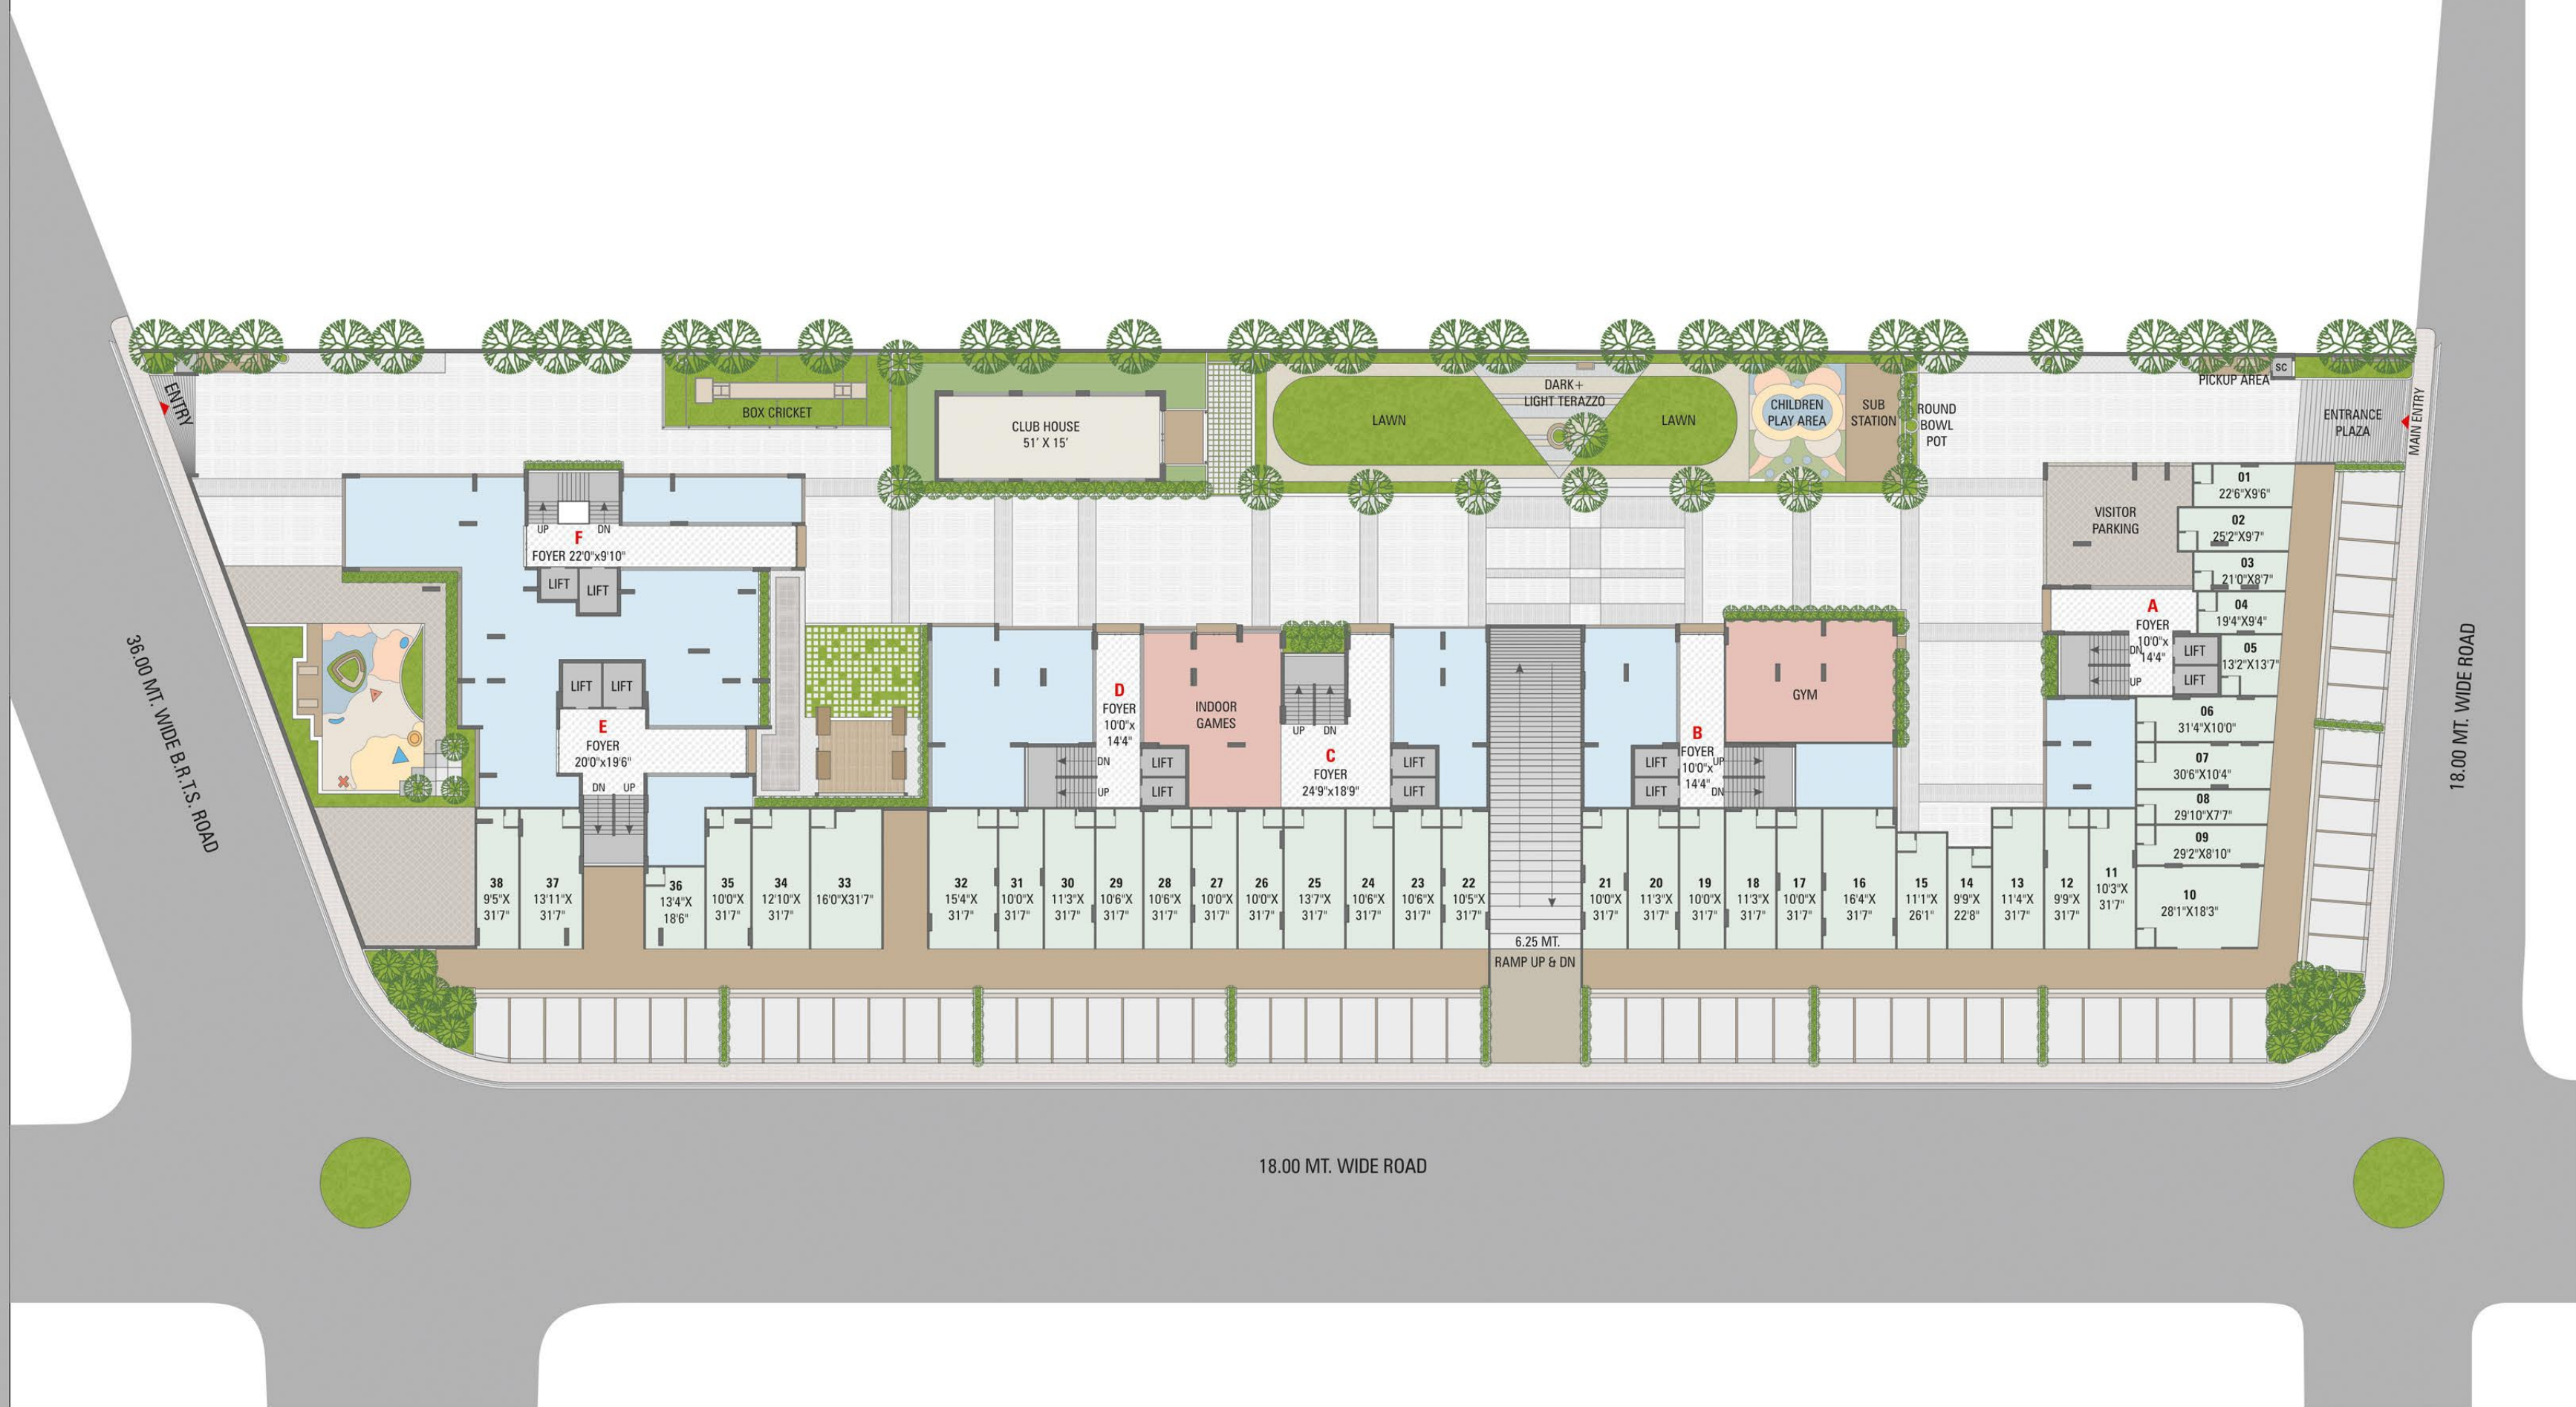 ENTRY
BOX CRICKET
CLUB HOUSE
51' X 15'
LAWN
DARK+
LIGHT TERAZZO
LAWN
CHILDREN
PLAY AREA
SUB
STATION
ROUND
BOWL
POT
PICKUP AREA
SC
ENTRANCE
PLAZA
MAIN ENTRY
36.00 MT. WIDE B.R.T.S. ROAD
UP
DN
F
FOYER 22'0"x9'10"
LIFT
LIFT
LIFT
LIFT
E
FOYER
20'0"x19'6"
DN
UP
D
FOYER
10'0"x
14'4"
DN
UP
LIFT
LIFT
INDOOR
GAMES
UP
DN
C
FOYER
24'9"x18'9"
LIFT
LIFT
LIFT
LIFT
B
FOYER
10'0"x
14'4"
UP
DN
GYM
VISITOR
PARKING
A
FOYER
10'0"x
14'4"
DN
UP
LIFT
LIFT
01
22'6"X9'6"
02
25'2"X9'7"
03
21'0"X8'7"
04
19'4"X9'4"
05
13'2"X13'7"
06
31'4"X10'0"
07
30'6"X10'4"
08
29'10"X7'7"
09
29'2"X8'10"
10
28'1"X18'3"
18.00 MT. WIDE ROAD
38
9'5"X
31'7"
37
13'11"X
31'7"
36
13'4"X
18'6"
35
10'0"X
31'7"
34
12'10"X
31'7"
33
16'0"X31'7"
32
15'4"X
31'7"
31
10'0"X
31'7"
30
11'3"X
31'7"
29
10'6"X
31'7"
28
10'6"X
31'7"
27
10'0"X
31'7"
26
10'0"X
31'7"
25
13'7"X
31'7"
24
10'6"X
31'7"
23
10'6"X
31'7"
22
10'5"X
31'7"
6.25 MT.
RAMP UP & DN
21
10'0"X
31'7"
20
11'3"X
31'7"
19
10'0"X
31'7"
18
11'3"X
31'7"
17
10'0"X
31'7"
16
16'4"X
31'7"
15
11'1"X
26'1"
14
9'9"X
22'8"
13
11'4"X
31'7"
12
9'9"X
31'7"
11
10'3"X
31'7"
18.00 MT. WIDE ROAD